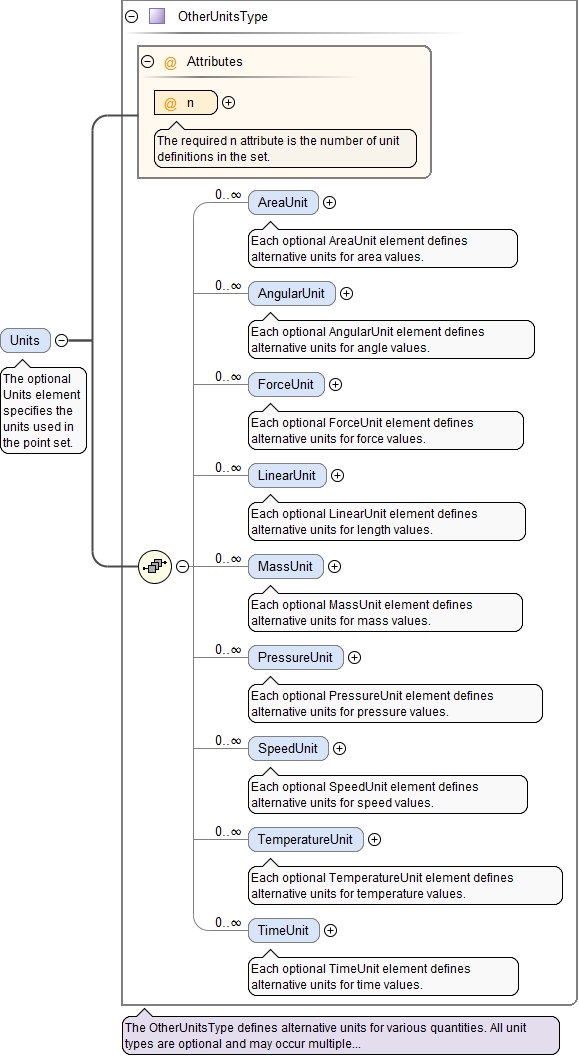 OtherUnitsType
@ Attributes
@ n
The required n attribute is the number of unit
definitions in the set.
0..∞
AreaUnit
Each optional AreaUnit element defines
alternative units for area values.
0..∞
AngularUnit
Each optional AngularUnit element defines
alternative units for angle values.
Units
The optional
Units element
specifies the
units used in
the point set.
0..∞
ForceUnit
Each optional ForceUnit element defines
alternative units for force values.
0..∞
LinearUnit
Each optional LinearUnit element defines
alternative units for length values.
0..∞
MassUnit
Each optional MassUnit element defines
alternative units for mass values.
0..∞
PressureUnit
Each optional PressureUnit element defines
alternative units for pressure values.
0..∞
SpeedUnit
Each optional SpeedUnit element defines
alternative units for speed values.
0..∞
TemperatureUnit
Each optional TemperatureUnit element defines
alternative units for temperature values.
0..∞
TimeUnit
Each optional TimeUnit element defines
alternative units for time values.
The OtherUnitsType defines alternative units for various quantities. All unit
types are optional and may occur multiple...